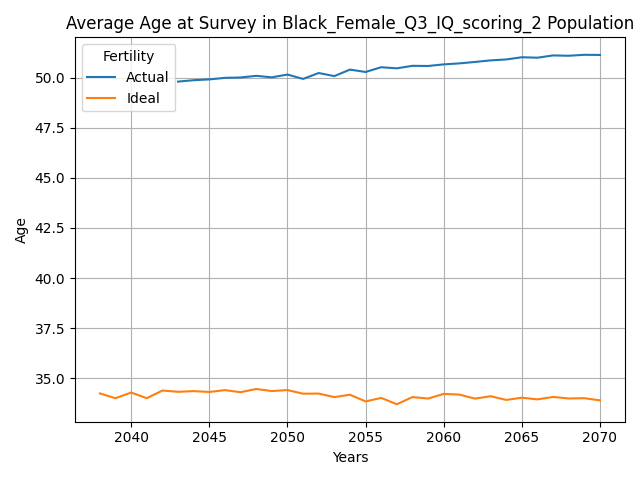 Average Age at Survey in Black_Female_Q3_IQ_scoring_2 Population
Fertility
Actual
Ideal
50.0
47.5
45.0
42.5
40.0
37.5
35.0
Age
2040 2045 2050 2055 2060 2065 2070
Years